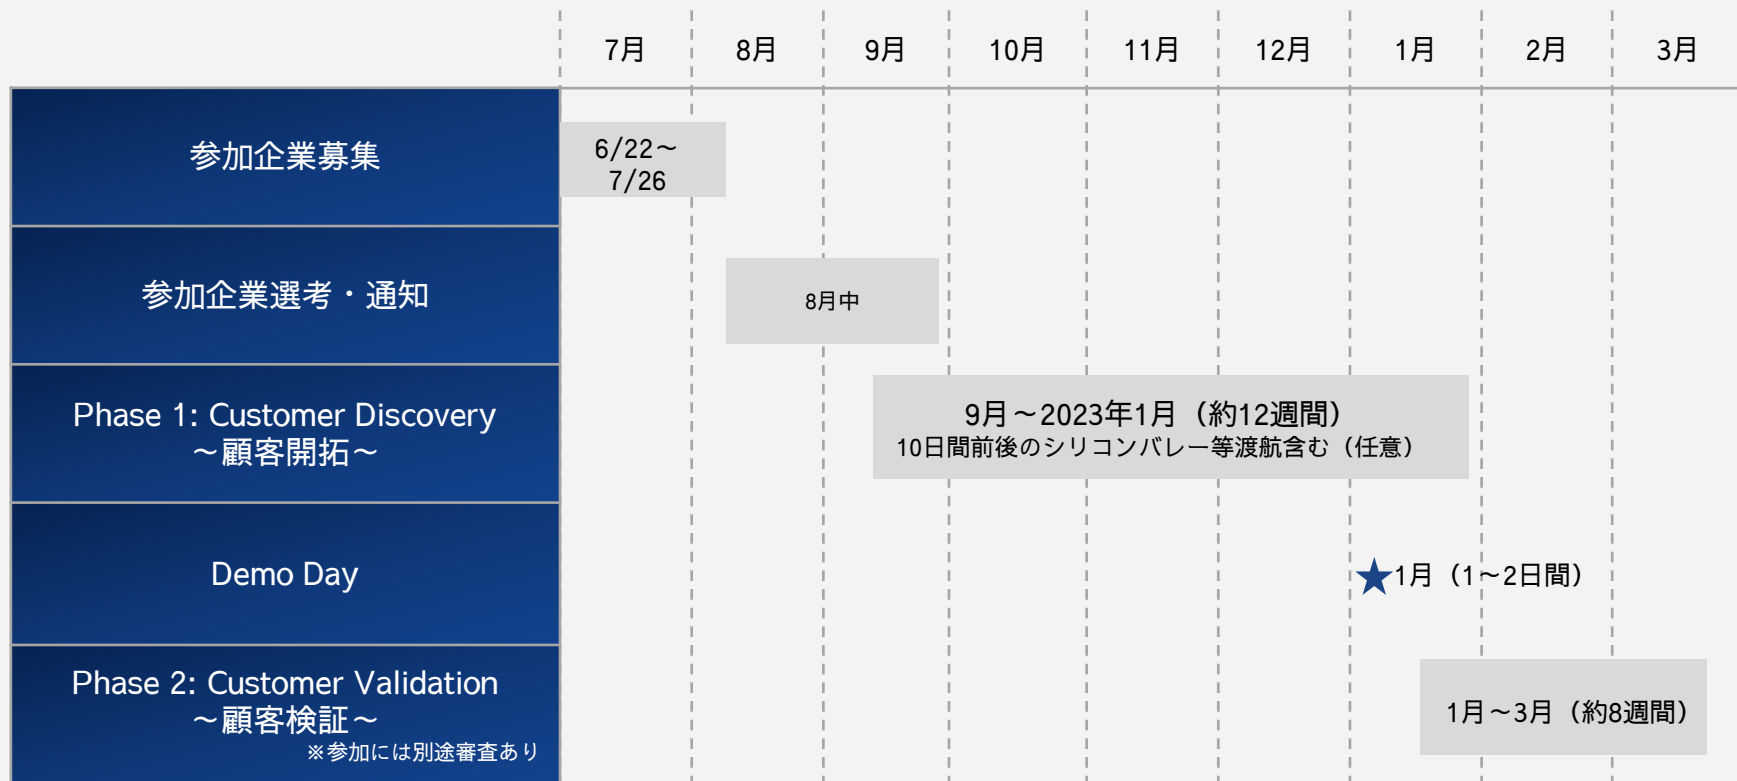 7月
8月
9月
10月
11月
12月
1月
2月
3月
参加企業募集
6/22～
7/26
参加企業選考・通知
8月中
Phase 1: Customer Discovery
～顧客開拓～
9月～2023年1月（約12週間）
10日間前後のシリコンバレー等渡航含む（任意）
Demo Day
★1月（1～2日間）
Phase 2: Customer Validation
～顧客検証～
※参加には別途審査あり
1月～3月（約8週間）